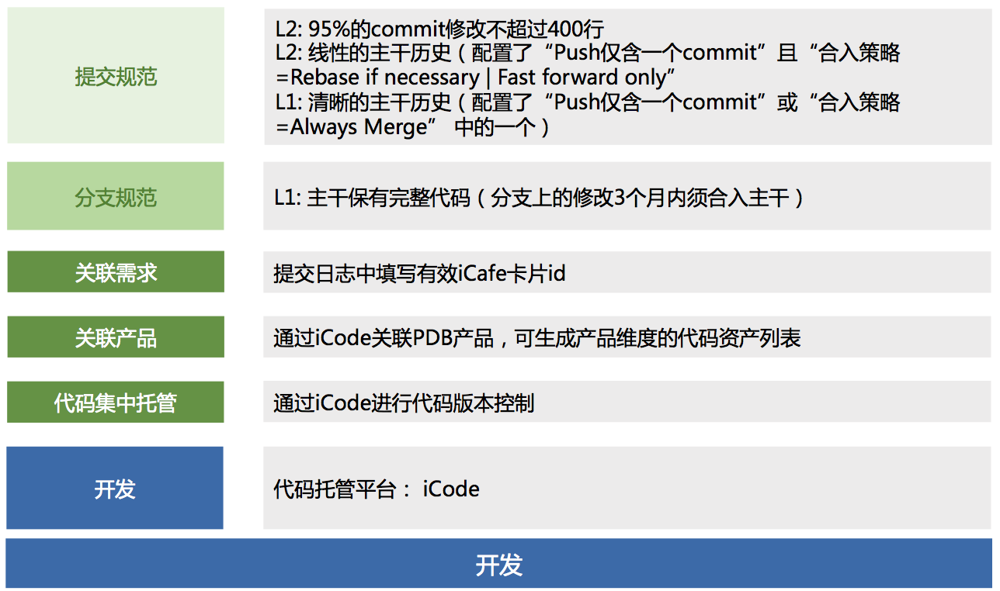 提交规范
L2: 95%的commit修改不超过400行
L2: 线性的主干历史（配置了“Push仅含一个commit”且“合入策略
=Rebase if necessary | Fast forward only”
L1: 清晰的主干历史（配置了“Push仅含一个commit”或“合入策略
=Always Merge” 中的一个）
分支规范
L1: 主干保有完整代码（分支上的修改3个月内须合入主干）
关联需求
提交日志中填写有效iCafe卡片id
关联产品
通过iCode关联PDB产品，可生成产品维度的代码资产列表
代码集中托管
通过iCode进行代码版本控制
开发
代码托管平台： iCode
开发